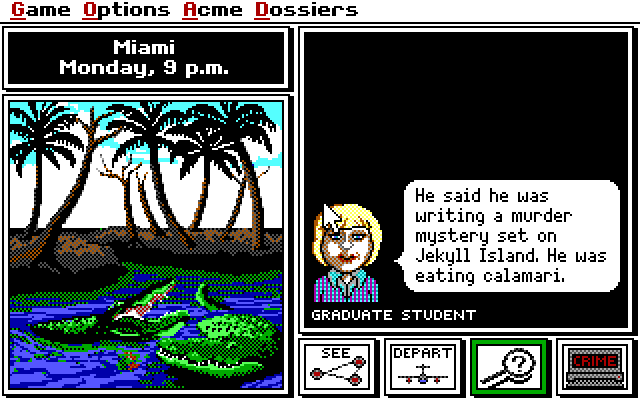 Game Options Acme Dossiers
Miami
Monday, 9 p.m.
He said he was
writing a murder
mystery set on
Jekyll Island. He was
eating calamari.
GRADUATE STUDENT
SEE
DEPART
?
CRIME